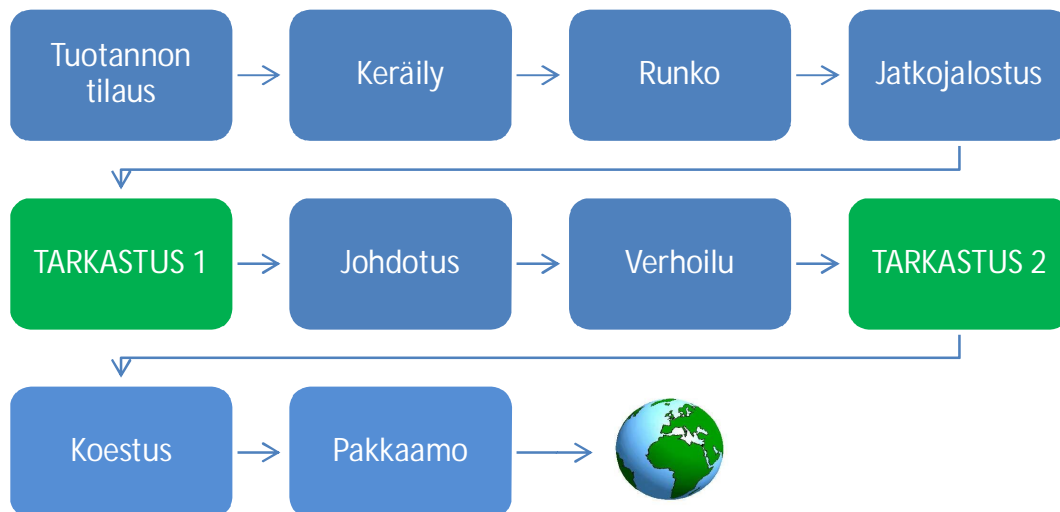 Tuotannon
tilaus
Keräily
Runko
Jatkojalostus
TARKASTUS 1
Johdotus
Verhoilu
TARKASTUS 2
Koestus
Pakkaamo